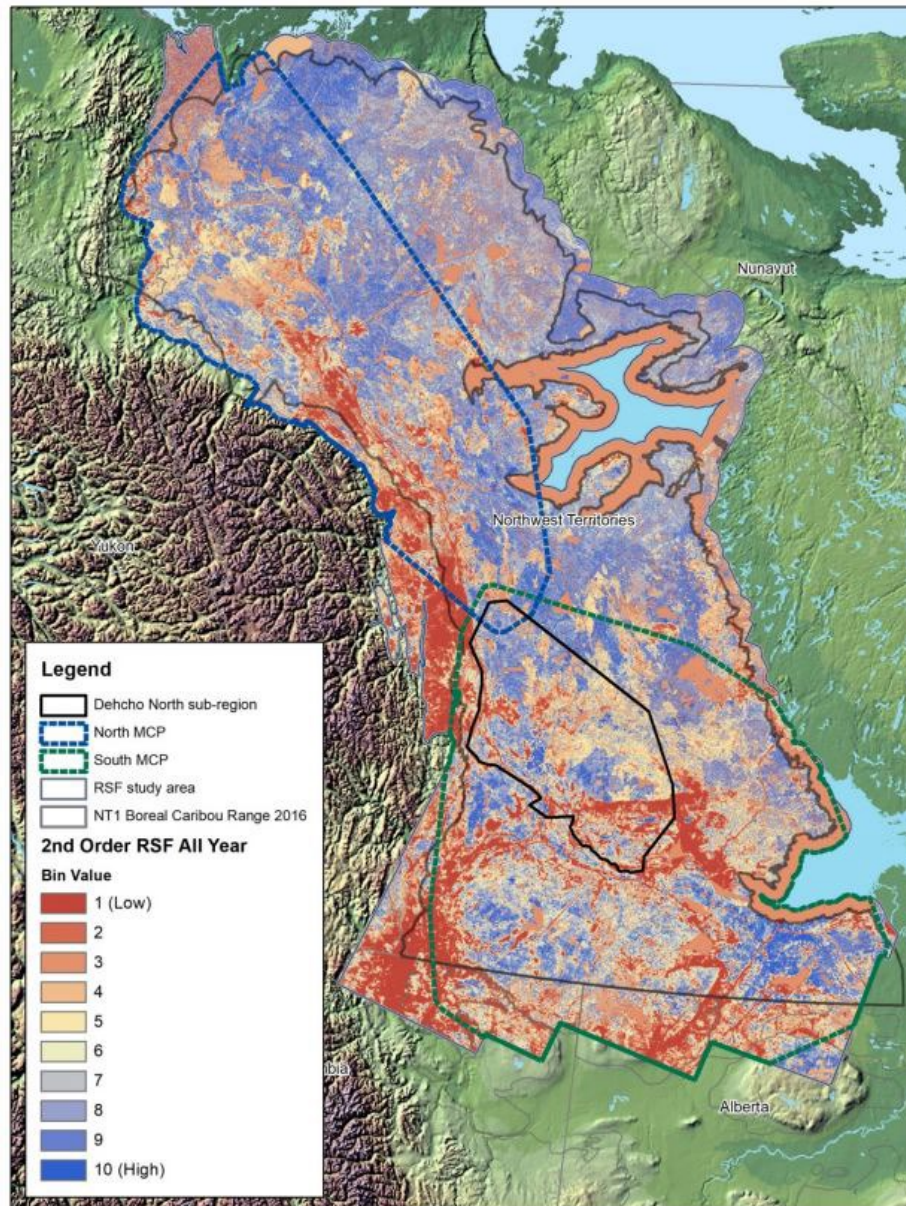 Nunavut
Northwest Territories
Yukon
Legend
Dehcho North sub-region
North MCP
South MCP
RSF study area
NT1 Boreal Caribou Range 2016
2nd Order RSF All Year
Bin Value
1 (Low)
2
3
4
5
6
7
8
9
10 (High)
bia
Alberta